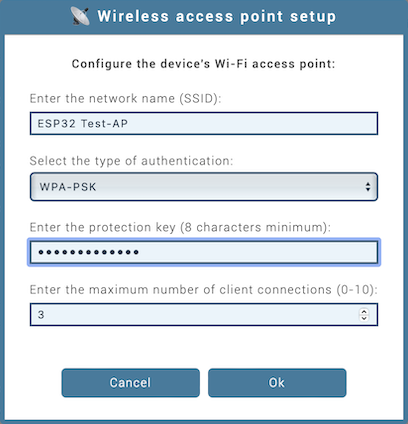 Wireless access point setup
Configure the device's Wi-Fi access point:
Enter the network name (SSID):
ESP32 Test-AP
Select the type of authentication:
WPA-PSK
Enter the protection key (8 characters minimum):
•••••••••••••
Enter the maximum number of client connections (0-10):
3
Cancel Ok